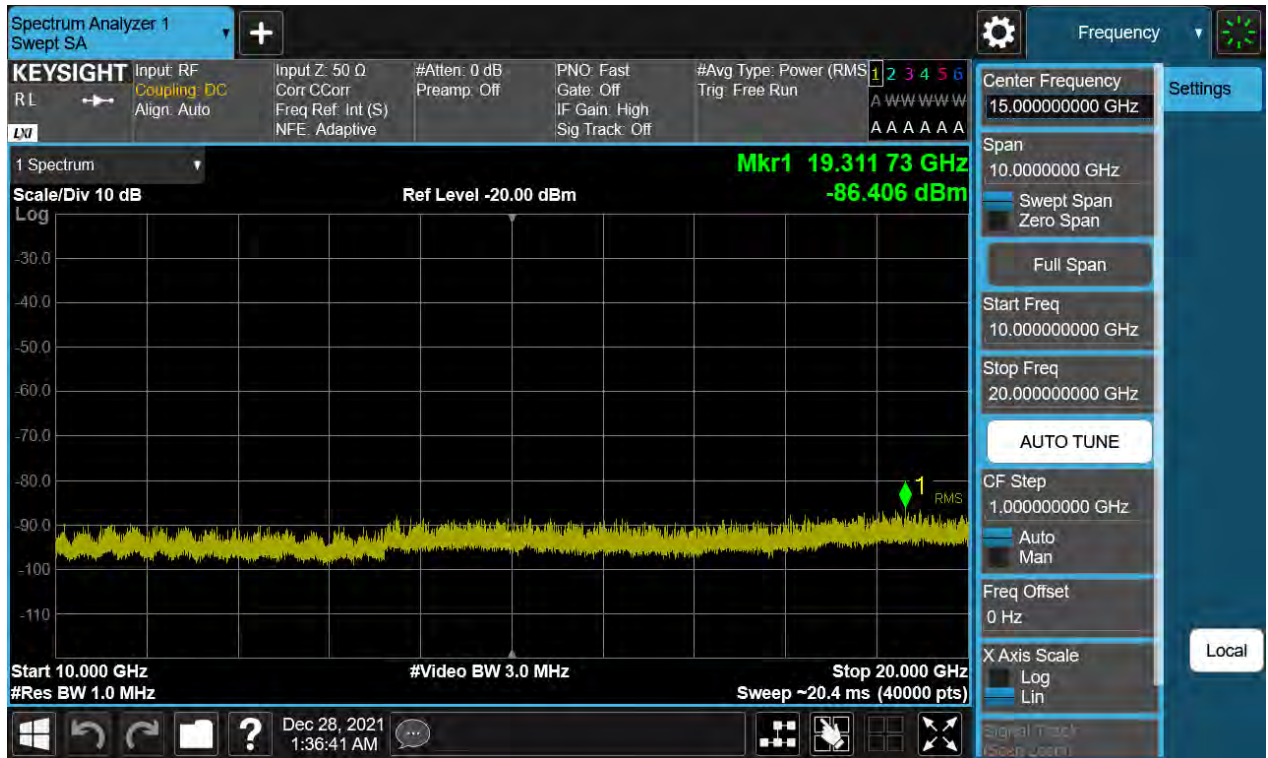 Spectrum Analyzer 1
Swept SA
+
Frequency
KEYSIGHT
RL
LXI
Input: RF
Coupling: DC
Align: Auto
Input Z: 50 Ω
Corr CCorr
Freq Ref: Int (S)
NFE: Adaptive
#Atten: 0 dB
Preamp: Off
PNO: Fast
Gate: Off
IF Gain: High
Sig Track: Off
#Avg Type: Power (RMS
Trig: Free Run
1 2 3 4 5 6
A W W W W W
A A A A A A
1 Spectrum
Scale/Div 10 dB
Ref Level -20.00 dBm
Mkr1 19.311 73 GHz
-86.406 dBm
Log
-30.0
-40.0
-50.0
-60.0
-70.0
-80.0
-90.0
-100
-110
1
RMS
Start 10.000 GHz
#Video BW 3.0 MHz
Stop 20.000 GHz
#Res BW 1.0 MHz
Sweep ~20.4 ms (40000 pts)
?
Dec 28, 2021
1:36:41 AM
Center Frequency
15.000000000 GHz
Settings
Span
10.0000000 GHz
Swept Span
Zero Span
Full Span
Start Freq
10.000000000 GHz
Stop Freq
20.000000000 GHz
AUTO TUNE
CF Step
1.000000000 GHz
Auto
Man
Freq Offset
0 Hz
X Axis Scale
Log
Lin
Local
Signal Track
(Span Zoom)